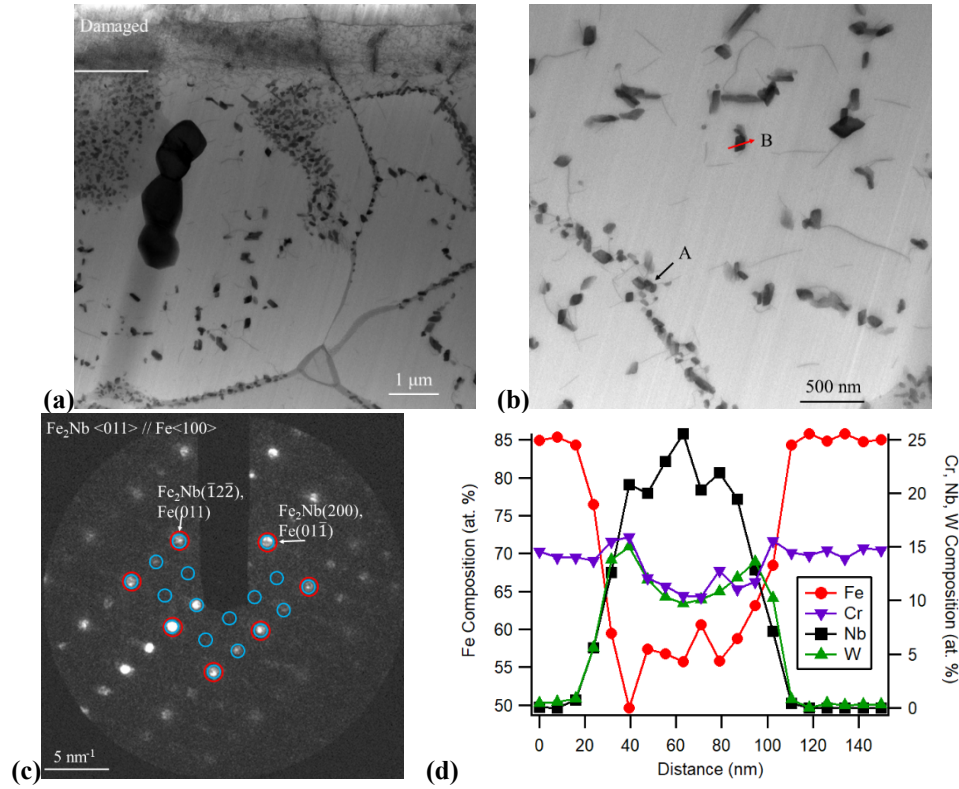 Damaged
1 μm
(a)
B
A
500 nm
(b)
Fe₂Nb <011> // Fe<100>
Fe₂Nb(1̅22̅),
Fe(011)
Fe₂Nb(200),
Fe(011̅)
5 nm⁻¹
(c)
85
80
75
70
65
60
55
50
Fe Composition (at. %)
25
20
15
10
5
0
Cr, Nb, W Composition
(at. %)
Fe
Cr
Nb
W
0
20
40
60
80
100
120
140
Distance (nm)
(d)